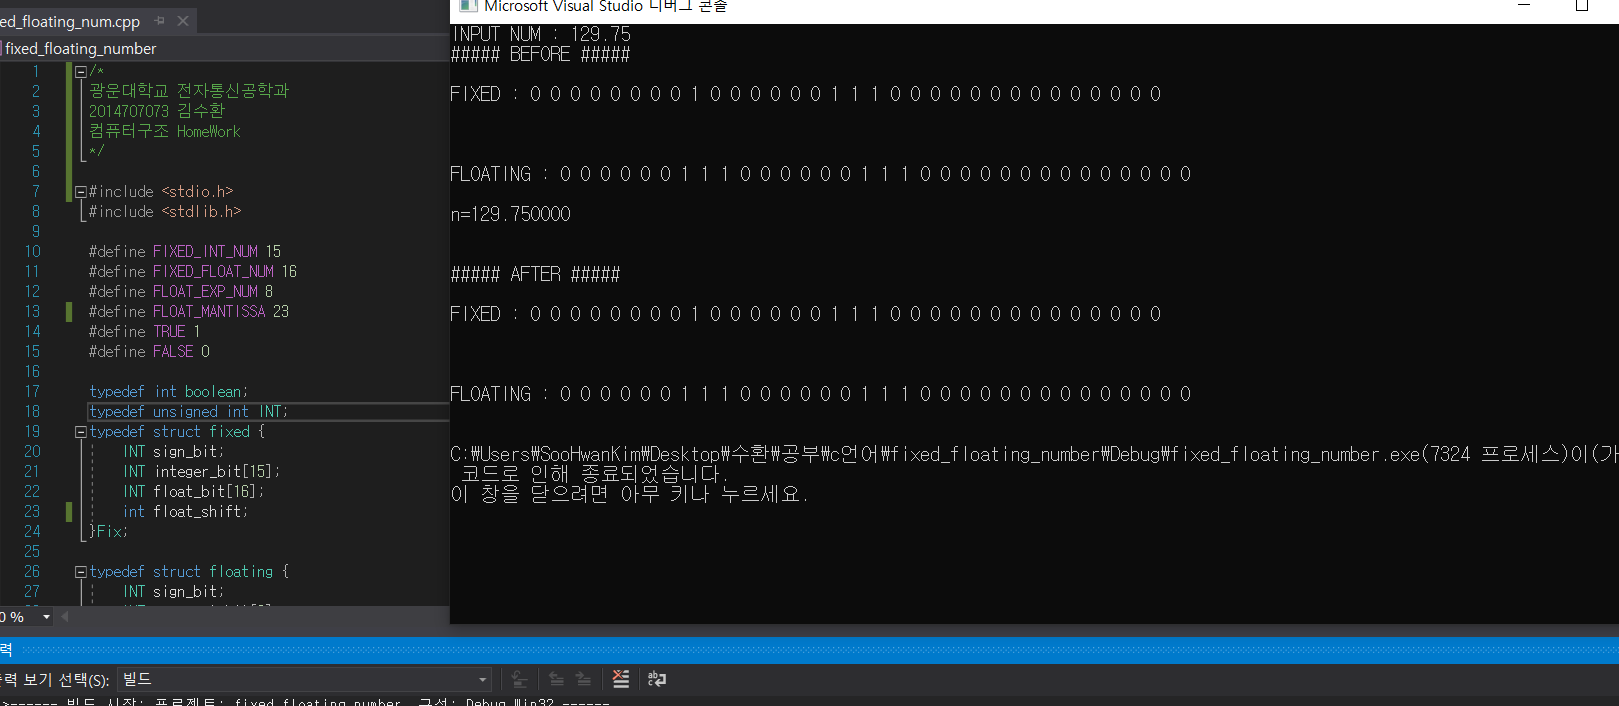 ed_floating_num.cpp
fixed_floating_number
1 /*
2 광운대학교 전자통신공학과
3 2014707073 김수환
4 컴퓨터구조 HomeWork
5 */
6
7 #include <stdio.h>
8 #include <stdlib.h>
9
10 #define FIXED_INT_NUM 15
11 #define FIXED_FLOAT_NUM 16
12 #define FLOAT_EXP_NUM 8
13 #define FLOAT_MANTISSA 23
14 #define TRUE 1
15 #define FALSE 0
16
17 typedef int boolean;
18 typedef unsigned int INT;
19 typedef struct fixed {
20 INT sign_bit;
21 INT integer_bit[15];
22 INT float_bit[16];
23 int float_shift;
24 }Fix;
25
26 typedef struct floating {
27 INT sign_bit;
0 %
Microsoft Visual Studio 디버그 콘솔
INPUT NUM : 129.75
##### BEFORE #####
FIXED : 0 0 0 0 0 0 0 0 1 0 0 0 0 0 0 1 1 1 0 0 0 0 0 0 0 0 0 0 0 0 0 0
FLOATING : 0 0 0 0 0 0 1 1 1 0 0 0 0 0 0 1 1 1 0 0 0 0 0 0 0 0 0 0 0 0 0 0
n=129.750000
##### AFTER #####
FIXED : 0 0 0 0 0 0 0 0 1 0 0 0 0 0 0 1 1 1 0 0 0 0 0 0 0 0 0 0 0 0 0 0
FLOATING : 0 0 0 0 0 0 1 1 1 0 0 0 0 0 0 1 1 1 0 0 0 0 0 0 0 0 0 0 0 0 0 0
C:₩Users₩SooHwanKim₩Desktop₩수환₩공부₩c언어₩fixed_floating_number₩Debug₩fixed_floating_number.exe(7324 프로세스)이(가
코드로 인해 종료되었습니다.
이 창을 닫으려면 아무 키나 누르세요.
력
출력 보기 선택(S): 빌드
>------ 빌드 시작: 프로젝트: fixed_floating_number, 구성: Debug Win32 ------